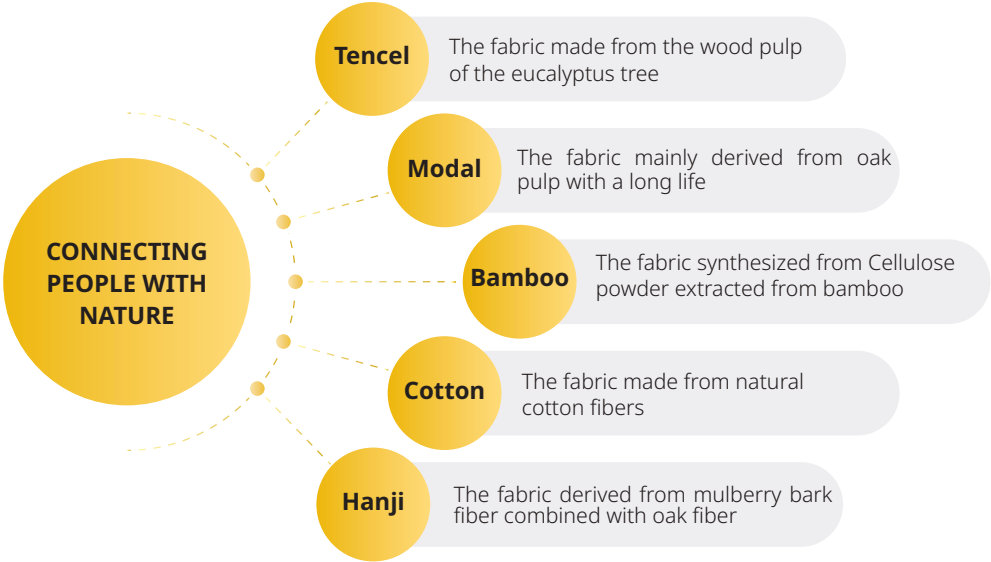 CONNECTING
PEOPLE WITH
NATURE
Tencel
The fabric made from the wood pulp
of the eucalyptus tree
Modal
The fabric mainly derived from oak
pulp with a long life
Bamboo
The fabric synthesized from Cellulose
powder extracted from bamboo
Cotton
The fabric made from natural
cotton fibers
Hanji
The fabric derived from mulberry bark
fiber combined with oak fiber